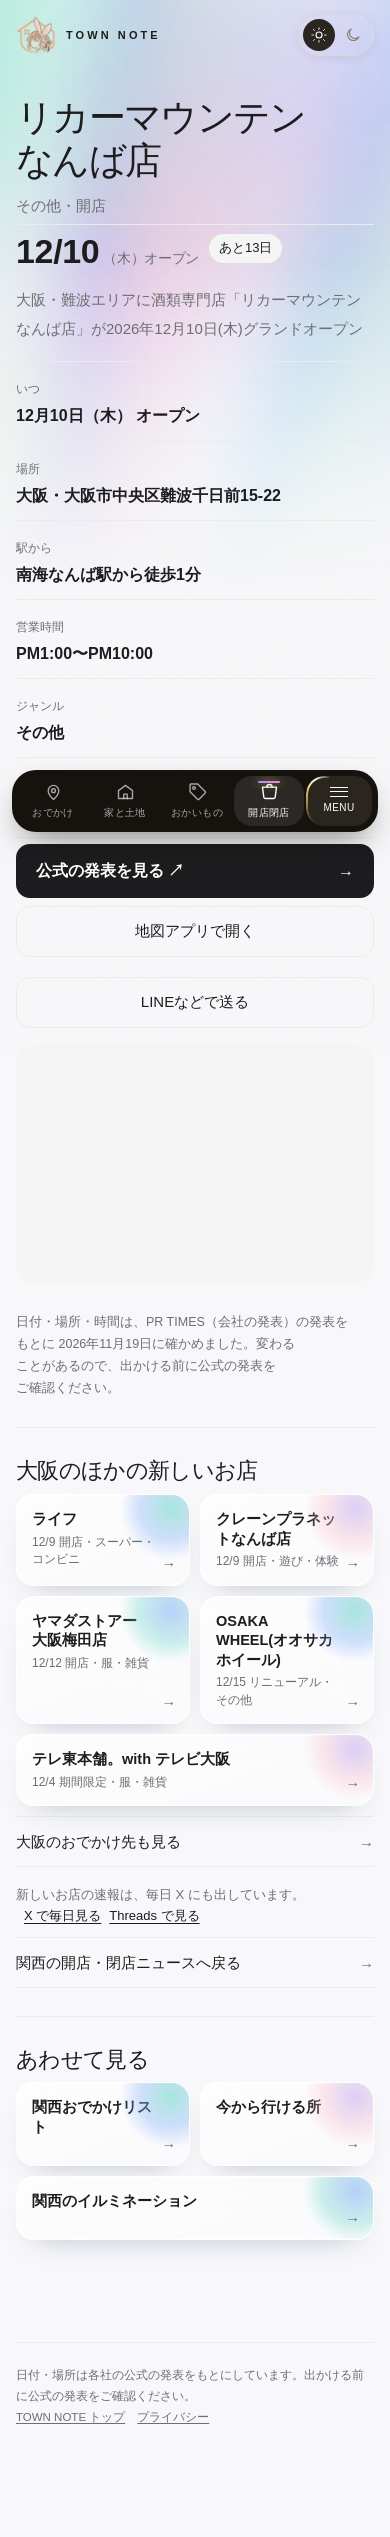 TOWN NOTE
リカーマウンテン
なんば店
その他・開店
12/10（木）オープン あと13日
大阪・難波エリアに酒類専門店「リカーマウンテン
なんば店」が2026年12月10日(木)グランドオープン
いつ
12月10日（木） オープン
場所
大阪・大阪市中央区難波千日前15-22
駅から
南海なんば駅から徒歩1分
営業時間
PM1:00〜PM10:00
ジャンル
その他
おでかけ 家と土地 おかいもの 開店閉店 MENU
公式の発表を見る ↗ →
地図アプリで開く
LINEなどで送る
日付・場所・時間は、PR TIMES（会社の発表）の発表を
もとに 2026年11月19日に確かめました。変わる
ことがあるので、出かける前に公式の発表を
ご確認ください。
大阪のほかの新しいお店
ライフ
12/9 開店・スーパー・
コンビニ →
クレーンプラネッ
トなんば店
12/9 開店・遊び・体験 →
ヤマダストアー
大阪梅田店
12/12 開店・服・雑貨
→
OSAKA
WHEEL(オオサカ
ホイール)
12/15 リニューアル・
その他 →
テレ東本舗。with テレビ大阪
12/4 期間限定・服・雑貨 →
大阪のおでかけ先も見る →
新しいお店の速報は、毎日 X にも出しています。
X で毎日見る Threads で見る
関西の開店・閉店ニュースへ戻る →
あわせて見る
関西おでかけリス
ト →
今から行ける所
→
関西のイルミネーション
→
日付・場所は各社の公式の発表をもとにしています。出かける前
に公式の発表をご確認ください。
TOWN NOTE トップ プライバシー